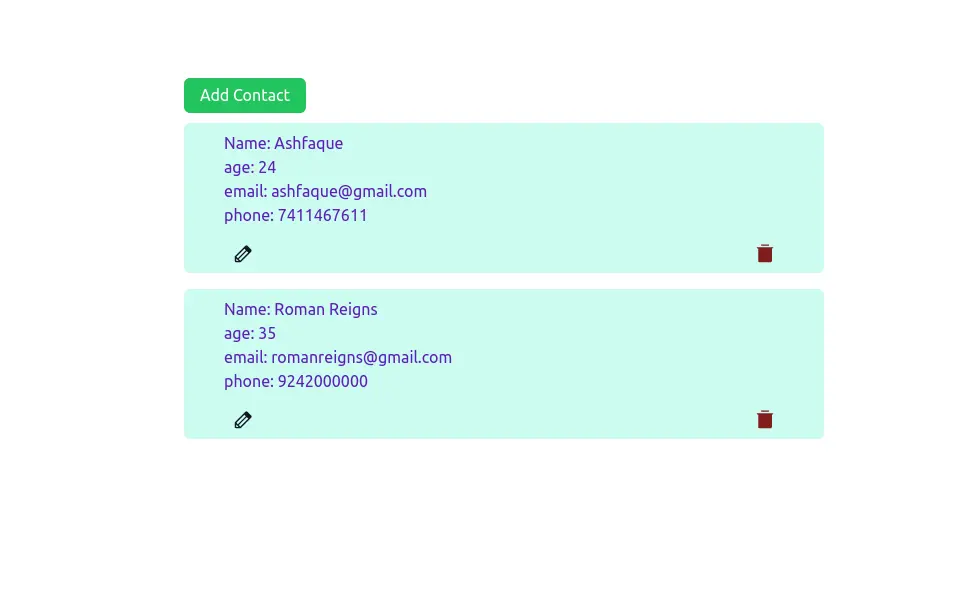 Add Contact
Name: Ashfaque
age: 24
email: ashfaque@gmail.com
phone: 7411467611
Name: Roman Reigns
age: 35
email: romanreigns@gmail.com
phone: 9242000000